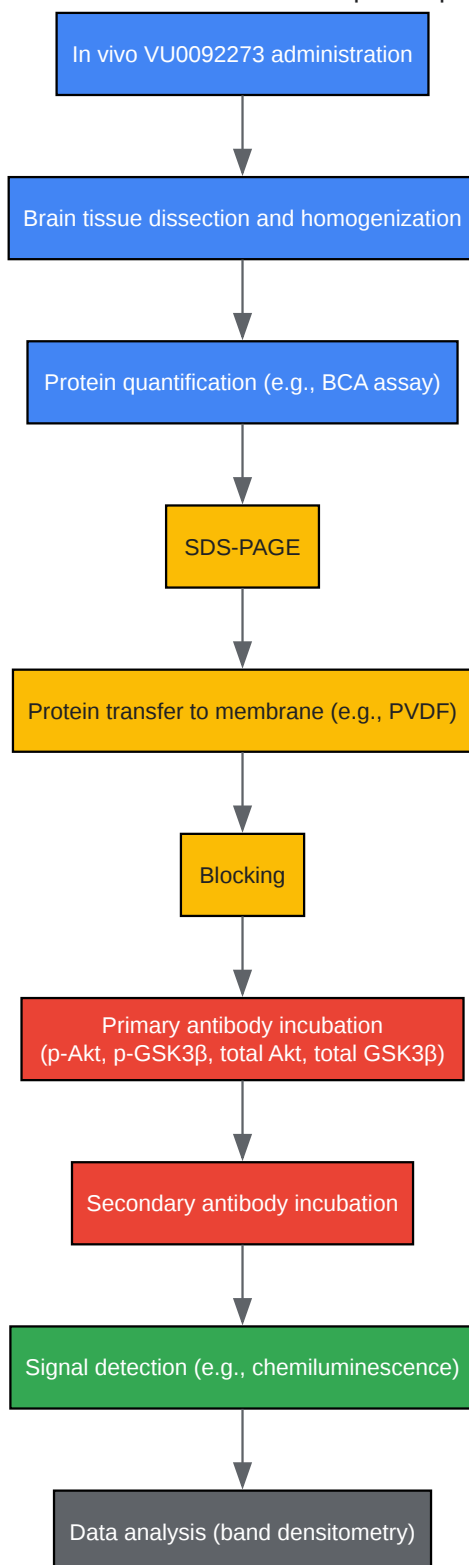 In vivo VU0092273 administration
Brain tissue dissection and homogenization
Protein quantification (e.g., BCA assay)
SDS-PAGE
Protein transfer to membrane (e.g., PVDF)
Blocking
Primary antibody incubation
(p-Akt, p-GSK3β, total Akt, total GSK3β)
Secondary antibody incubation
Signal detection (e.g., chemiluminescence)
Data analysis (band densitometry)